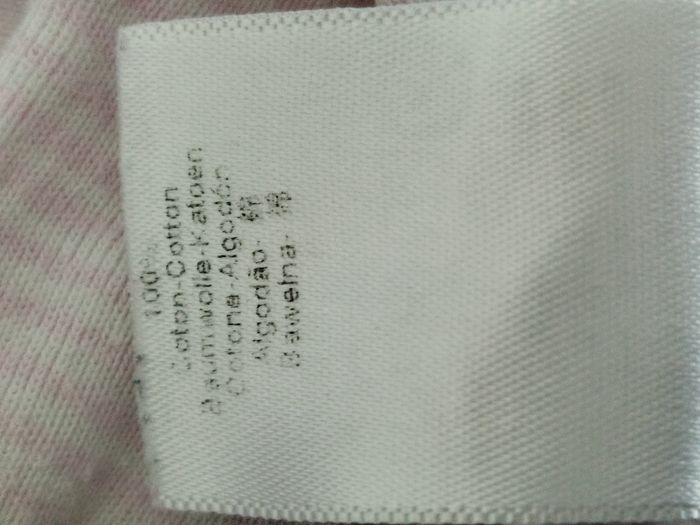 100%
Coton-Cotton
Baumwolle-Katoen
Cotone-Algodón
Algodão-棉
Bawełna-棉